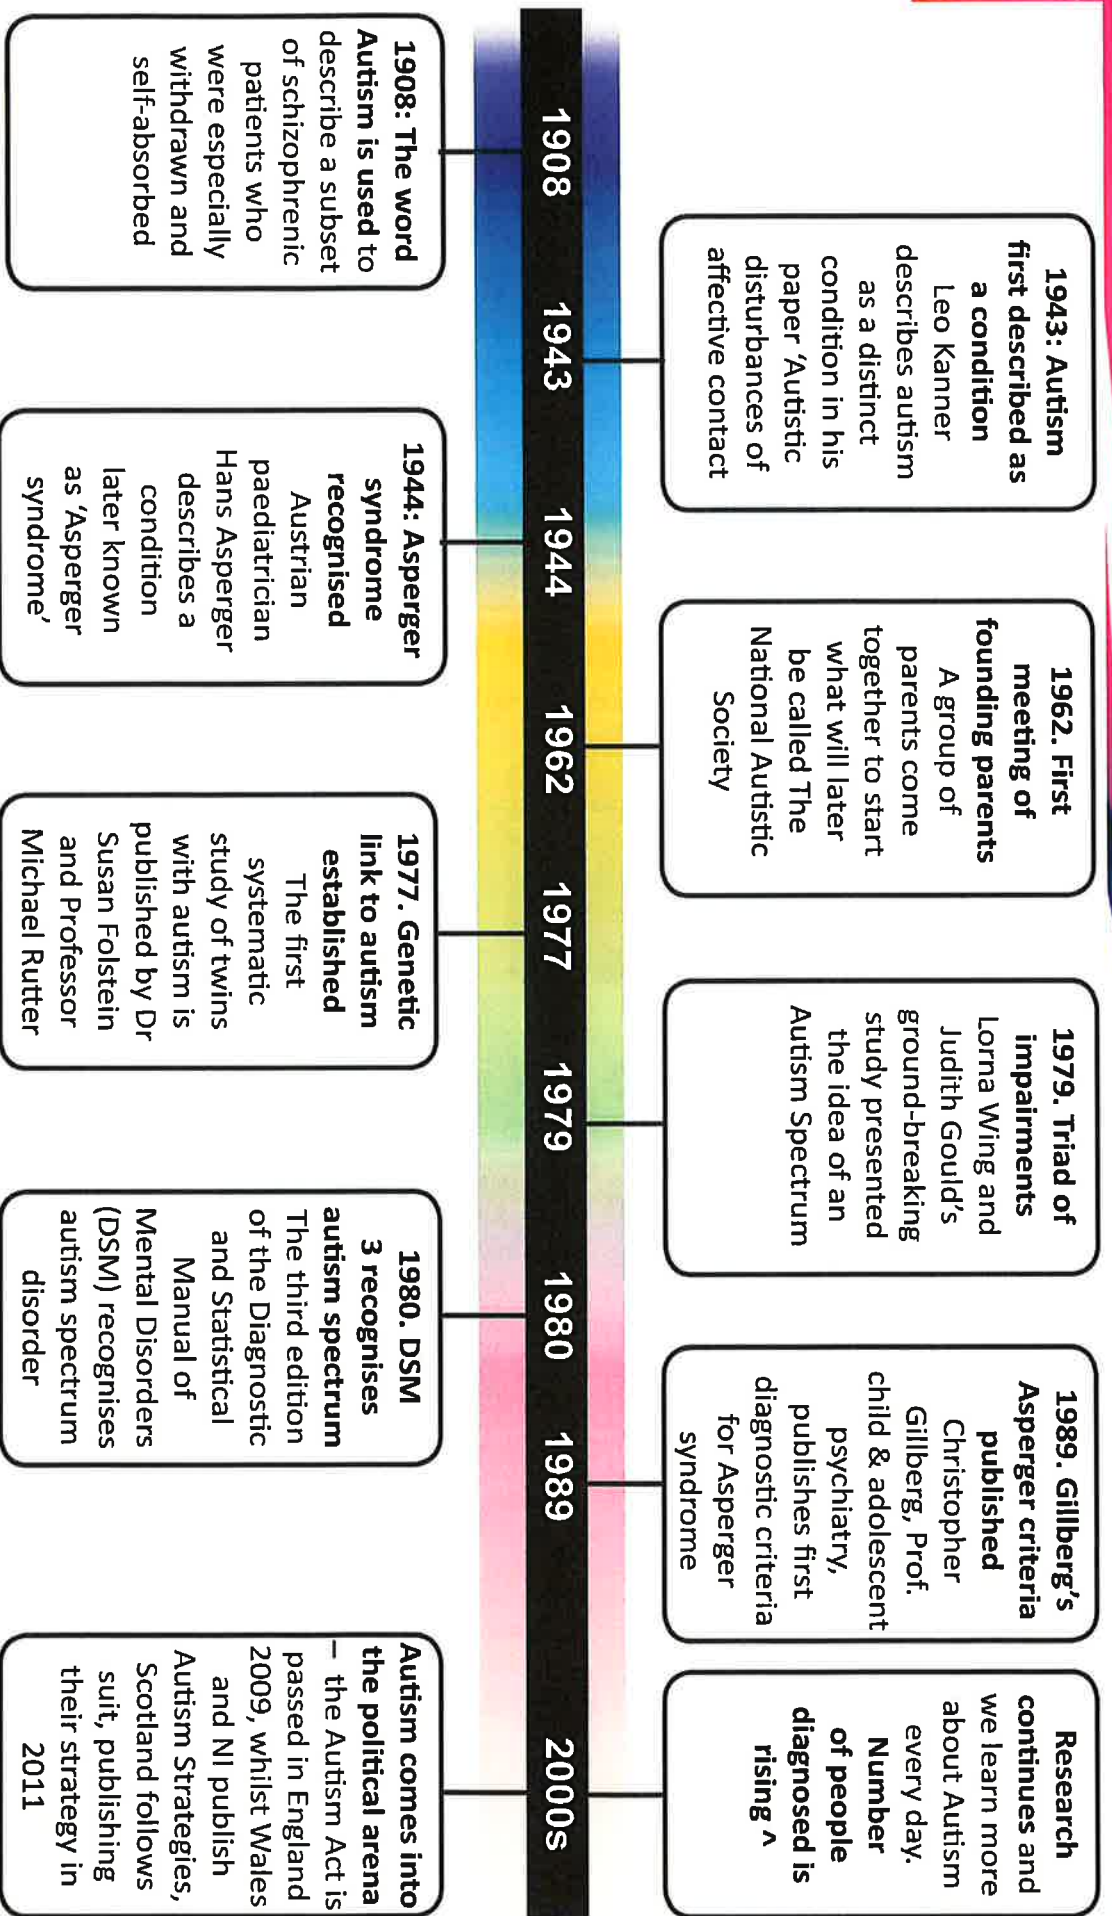 1943: Autism
first described as
a condition
Leo Kanner
describes autism
as a distinct
condition in his
paper ‘Autistic
disturbances of
affective contact
1962. First
meeting of
founding parents
A group of
parents come
together to start
what will later
be called The
National Autistic
Society
1979. Triad of
impairments
Lorna Wing and
Judith Gould’s
ground-breaking
study presented
the idea of an
Autism Spectrum
1989. Gillberg’s
Asperger criteria
published
Christopher
Gillberg, Prof.
child & adolescent
psychiatry,
publishes first
diagnostic criteria
for Asperger
syndrome
Research
continues and
we learn more
about Autism
every day.
Number
of people
diagnosed is
rising ^
1908 1943 1944 1962 1977 1979 1980 1989 2000s
1908: The word
Autism is used to
describe a subset
of schizophrenic
patients who
were especially
withdrawn and
self-absorbed
1944: Asperger
syndrome
recognised
Austrian
paediatrician
Hans Asperger
describes a
condition
later known
as ‘Asperger
syndrome’
1977. Genetic
link to autism
established
The first
systematic
study of twins
with autism is
published by Dr
Susan Folstein
and Professor
Michael Rutter
1980. DSM
3 recognises
autism spectrum
The third edition
of the Diagnostic
and Statistical
Manual of
Mental Disorders
(DSM) recognises
autism spectrum
disorder
Autism comes into
the political arena
– the Autism Act is
passed in England
2009, whilst Wales
and NI publish
Autism Strategies,
Scotland follows
suit, publishing
their strategy in
2011